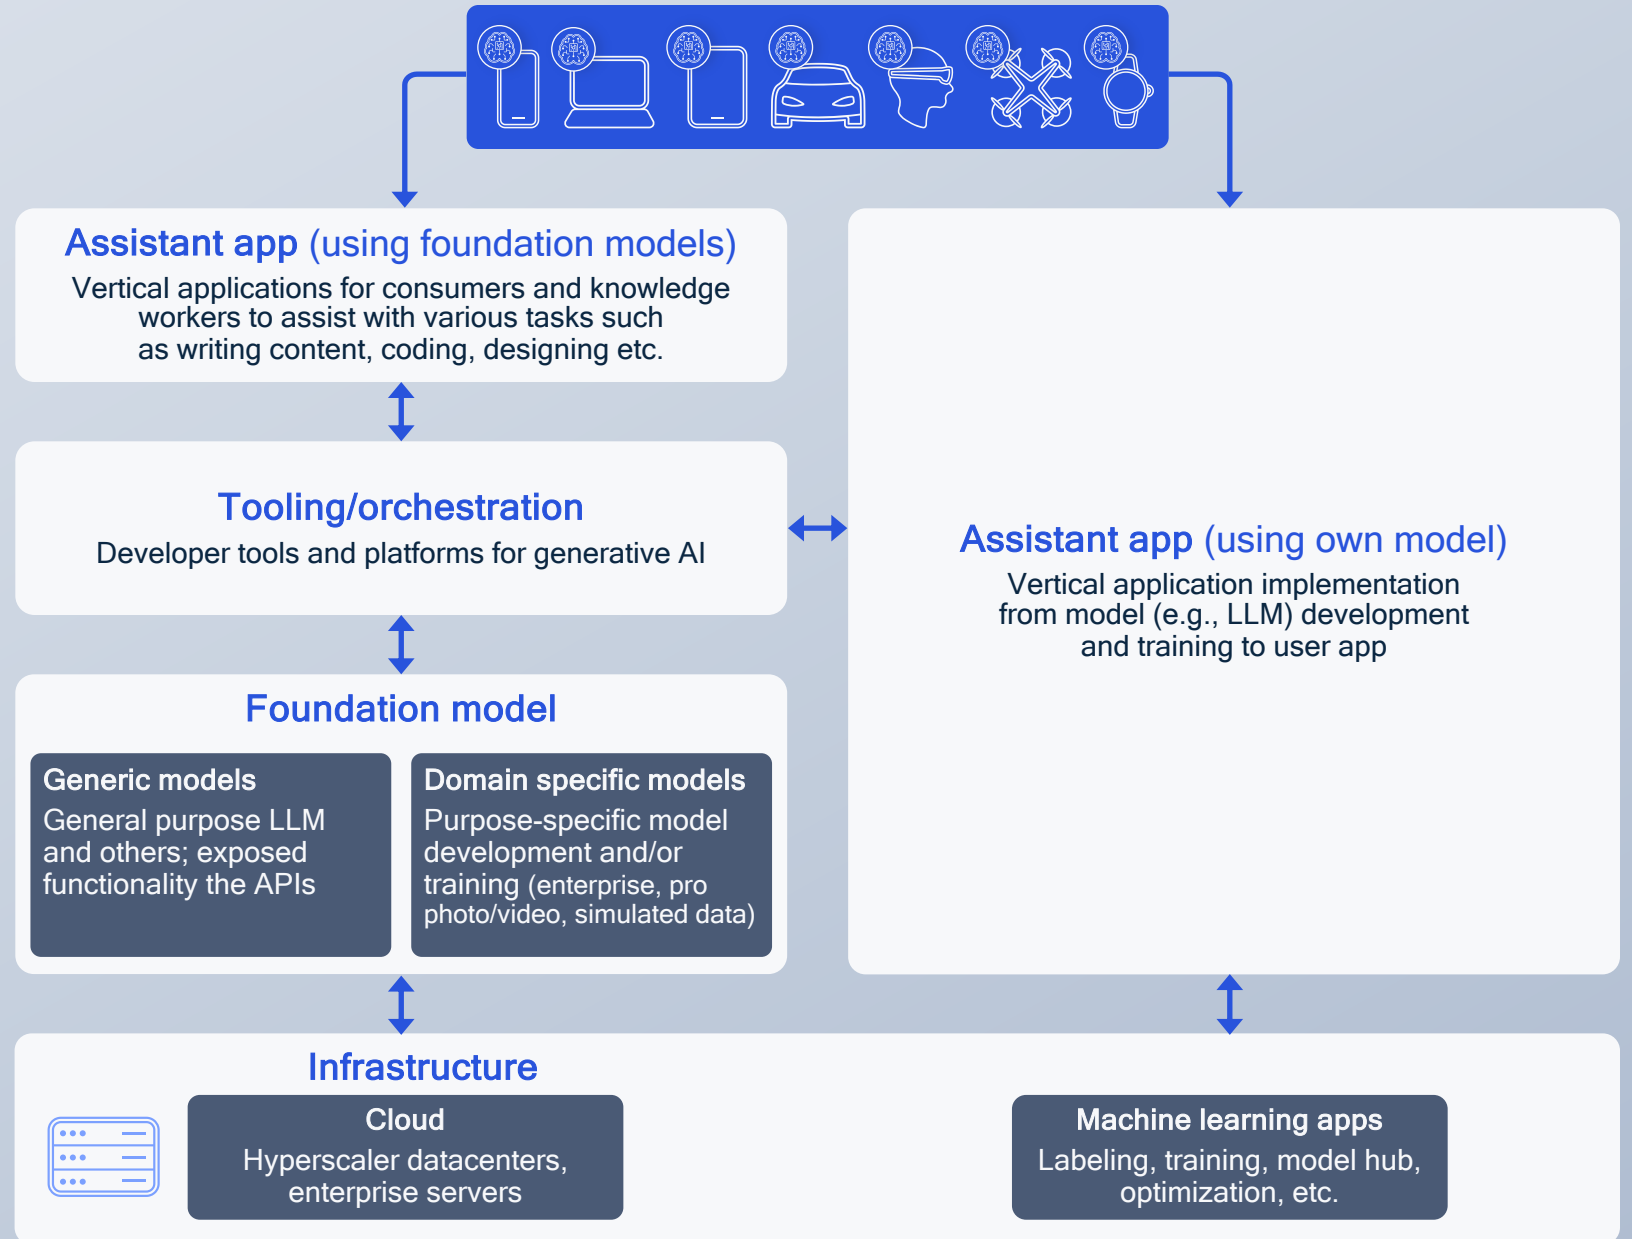 Assistant app (using foundation models)
Vertical applications for consumers and knowledge
workers to assist with various tasks such
as writing content, coding, designing etc.
Tooling/orchestration
Developer tools and platforms for generative AI
Assistant app (using own model)
Vertical application implementation
from model (e.g., LLM) development
and training to user app
Foundation model
Generic models
General purpose LLM
and others; exposed
functionality the APIs
Domain specific models
Purpose-specific model
development and/or
training (enterprise, pro
photo/video, simulated data)
Infrastructure
Cloud
Hyperscaler datacenters,
enterprise servers
Machine learning apps
Labeling, training, model hub,
optimization, etc.